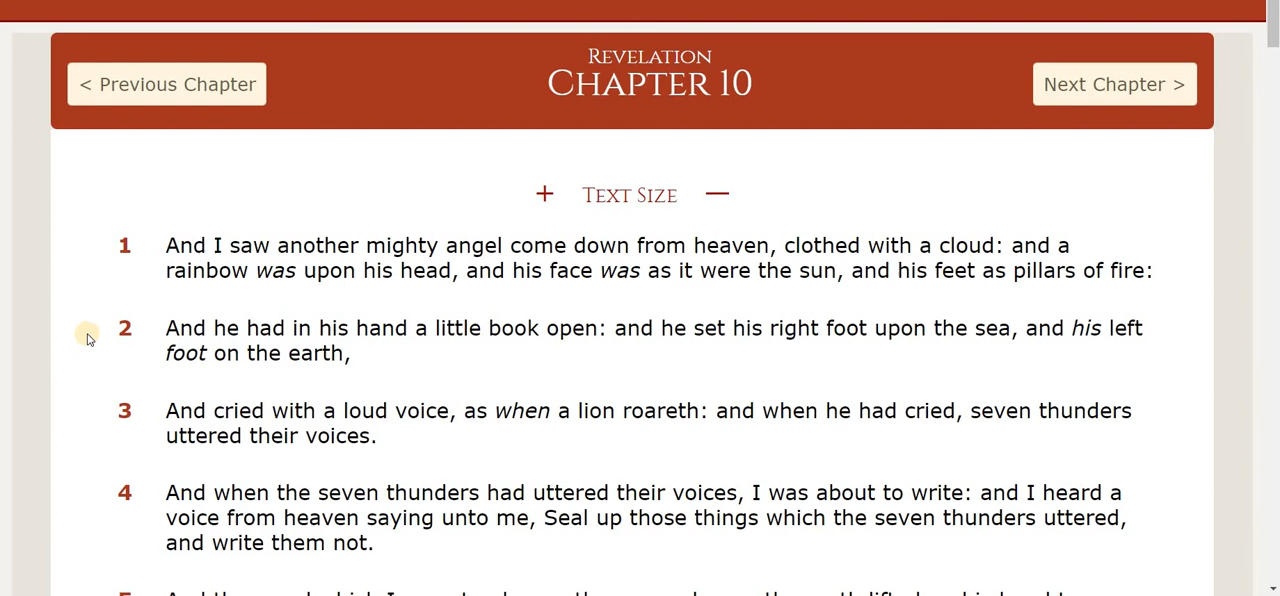 REVELATION
CHAPTER 10
< Previous Chapter
Next Chapter >
+ TEXT SIZE —
1 And I saw another mighty angel come down from heaven, clothed with a cloud: and a
rainbow was upon his head, and his face was as it were the sun, and his feet as pillars of fire:
2 And he had in his hand a little book open: and he set his right foot upon the sea, and his left
foot on the earth,
3 And cried with a loud voice, as when a lion roareth: and when he had cried, seven thunders
uttered their voices.
4 And when the seven thunders had uttered their voices, I was about to write: and I heard a
voice from heaven saying unto me, Seal up those things which the seven thunders uttered,
and write them not.